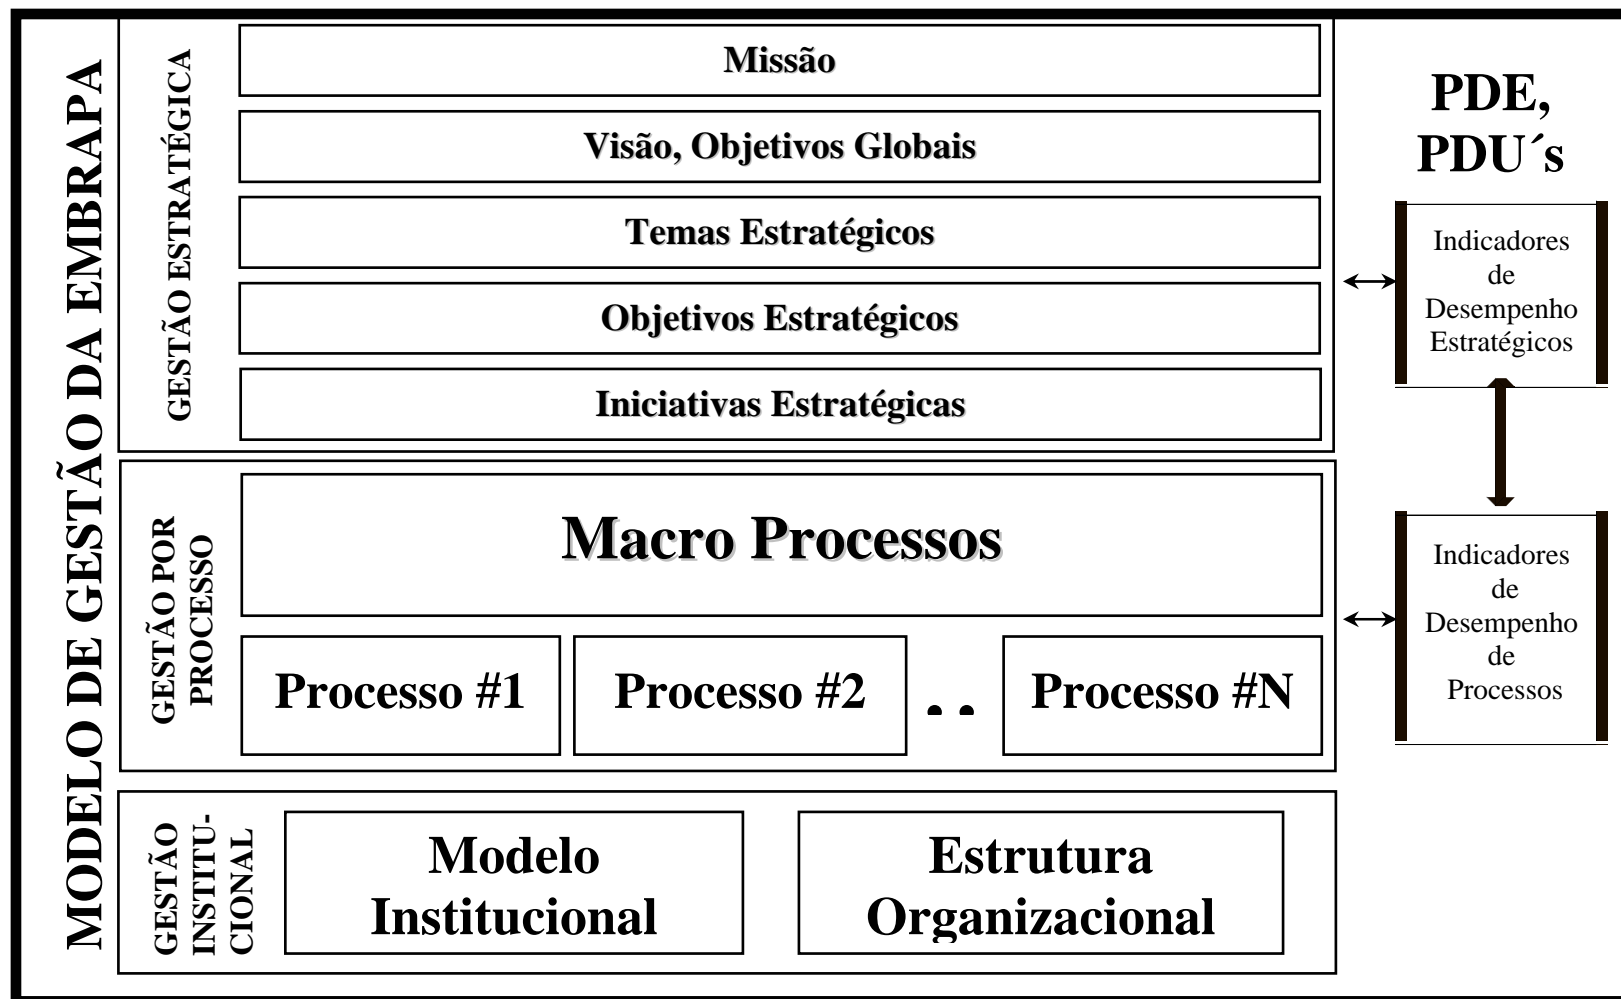 MODELO DE GESTÃO DA EMBRAPA
GESTÃO ESTRATÉGICA
Missão
Visão, Objetivos Globais
Temas Estratégicos
Objetivos Estratégicos
Iniciativas Estratégicas
PDE,
PDU´s
Indicadores
de
Desempenho
Estratégicos
GESTÃO POR
PROCESSO
Macro Processos
Processo #1
Processo #2
. .
Processo #N
Indicadores
de
Desempenho
de
Processos
GESTÃO
INSTITU-
CIONAL
Modelo
Institucional
Estrutura
Organizacional